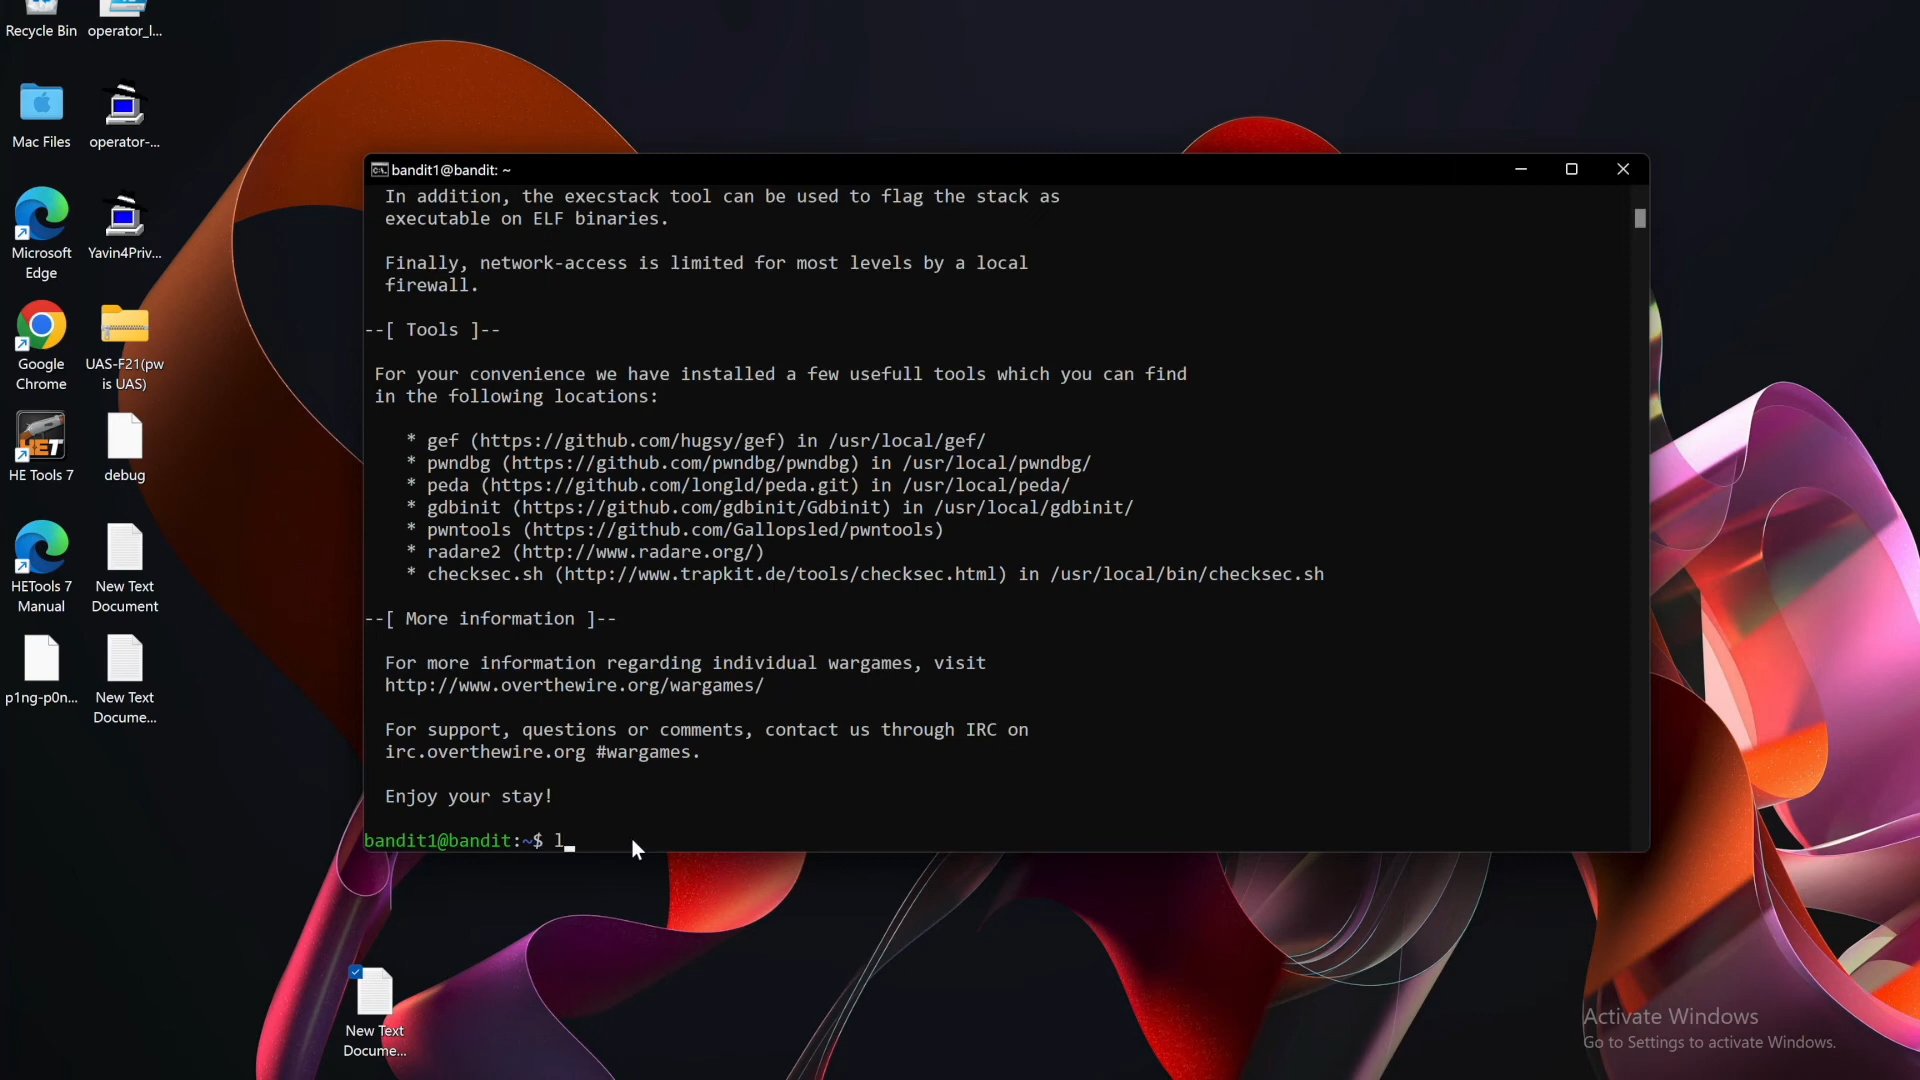 Recycle Bin
operator_l...
Mac Files
operator-...
Microsoft
Edge
Yavin4Priv...
Google
Chrome
UAS-F21(pw
is UAS)
HE Tools 7
debug
HETools 7
Manual
New Text
Document
p1ng-p0n...
New Text
Docume...
New Text
Docume...
bandit1@bandit: ~
In addition, the execstack tool can be used to flag the stack as
executable on ELF binaries.
Finally, network-access is limited for most levels by a local
firewall.
--[ Tools ]--
For your convenience we have installed a few usefull tools which you can find
in the following locations:
* gef (https://github.com/hugsy/gef) in /usr/local/gef/
* pwndbg (https://github.com/pwndbg/pwndbg) in /usr/local/pwndbg/
* peda (https://github.com/longld/peda.git) in /usr/local/peda/
* gdbinit (https://github.com/gdbinit/Gdbinit) in /usr/local/gdbinit/
* pwntools (https://github.com/Gallopsled/pwntools)
* radare2 (http://www.radare.org/)
* checksec.sh (http://www.trapkit.de/tools/checksec.html) in /usr/local/bin/checksec.sh
--[ More information ]--
For more information regarding individual wargames, visit
http://www.overthewire.org/wargames/
For support, questions or comments, contact us through IRC on
irc.overthewire.org #wargames.
Enjoy your stay!
bandit1@bandit:~$ l_
Activate Windows
Go to Settings to activate Windows.